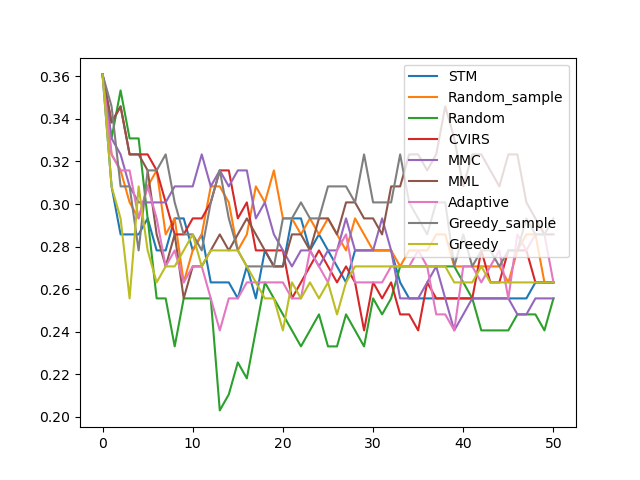 0.36
0.34
0.32
0.30
0.28
0.26
0.24
0.22
0.20
0
10
20
30
40
50
STM
Random_sample
Random
CVIRS
MMC
MML
Adaptive
Greedy_sample
Greedy